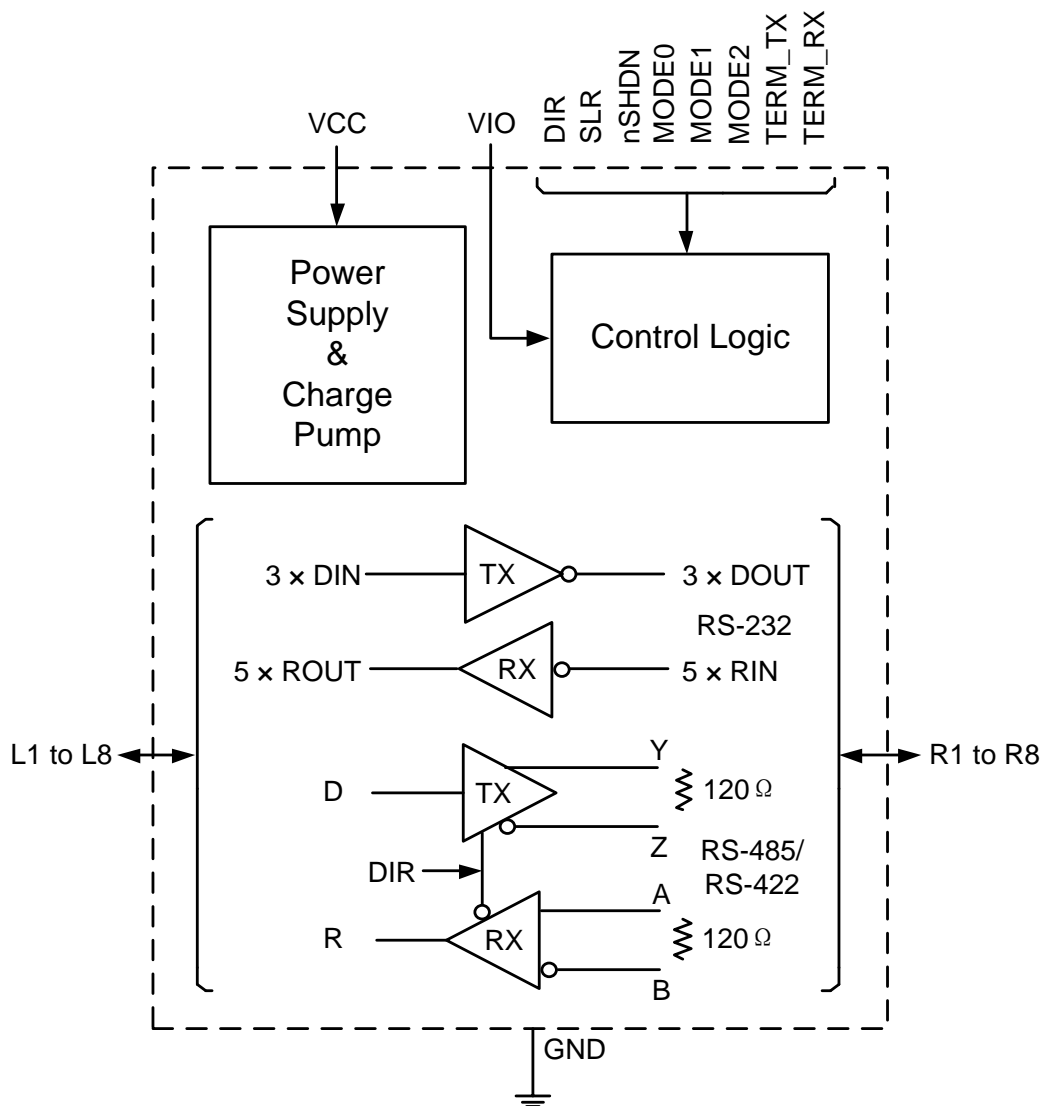 DIR
SLR
nSHDN
MODE0
MODE1
MODE2
TERM_TX
TERM_RX
VCC
VIO
Power
Supply
&
Charge
Pump
Control Logic
3 × DIN
TX
3 × DOUT
RS-232
5 × ROUT
RX
5 × RIN
L1 to L8
R1 to R8
Y
D
TX
120 Ω
Z
RS-485/
RS-422
DIR
A
R
RX
120 Ω
B
GND